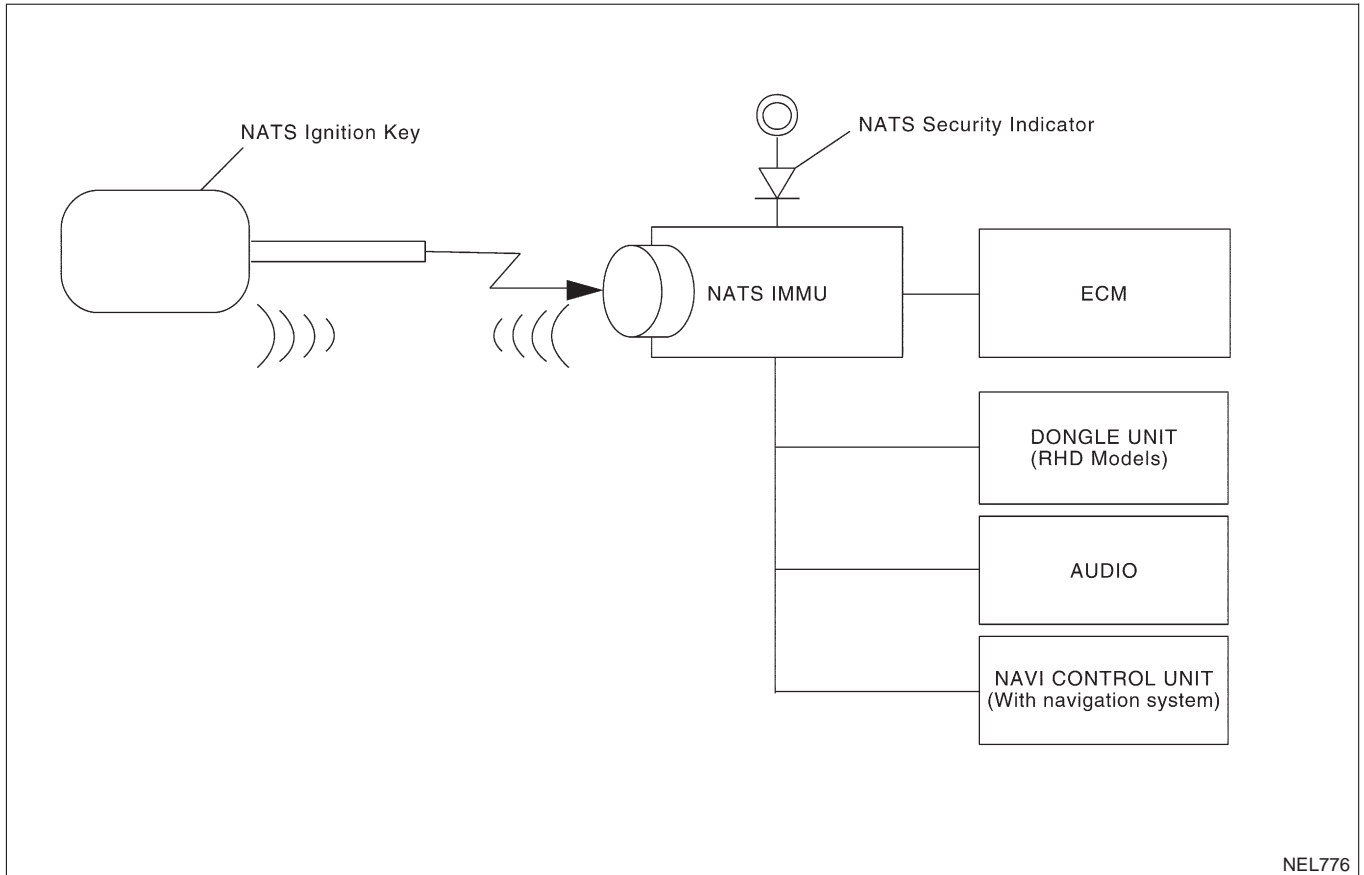 NATS Ignition Key
NATS Security Indicator
NATS IMMU
ECM
DONGLE UNIT
(RHD Models)
AUDIO
NAVI CONTROL UNIT
(With navigation system)
NEL776